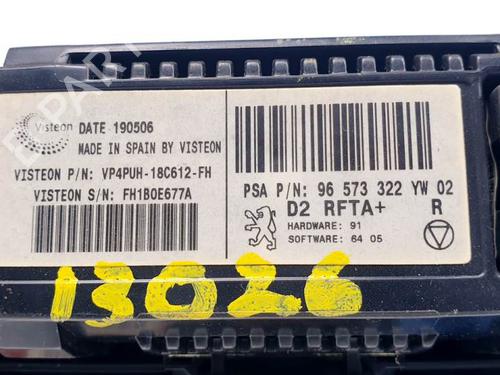 Visteon
DATE 190506
MADE IN SPAIN BY VISTEON
VISTEON P/N: VP4PUH-18C612-FH
VISTEON S/N: FH1B0E677A
PSA P/N: 96 573 322 YW 02
D2 RFTA+ R
HARDWARE: 91
SOFTWARE: 64 05
13026